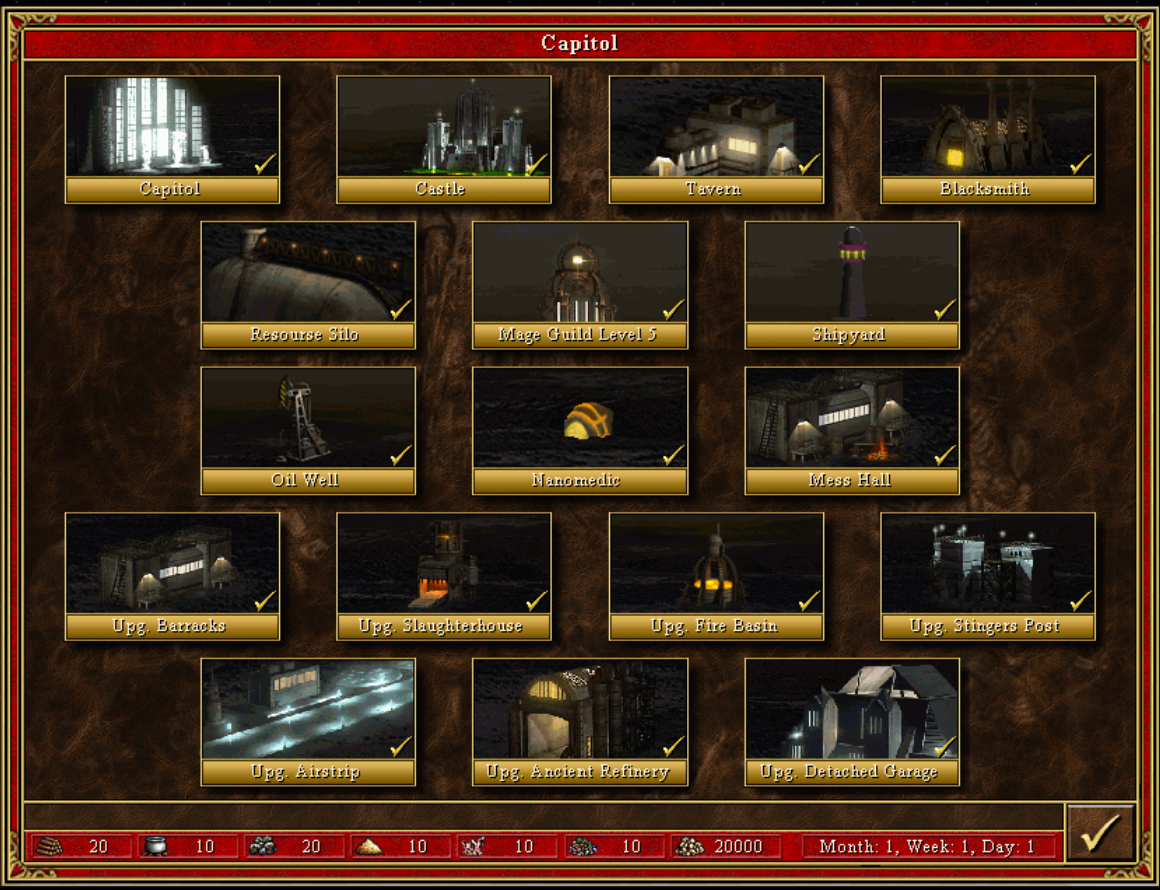 Capitol
Capitol
Castle
Tavern
Blacksmith
Resourse Silo
Mage Guild Level 5
Shipyard
Oil Well
Nanomedic
Mess Hall
Upg. Barracks
Upg. Slaughterhouse
Upg. Fire Basin
Upg. Stingers Post
Upg. Airstrip
Upg. Ancient Refinery
Upg. Detached Garage
20 10 20 10 10 10 20000 Month: 1, Week: 1, Day: 1